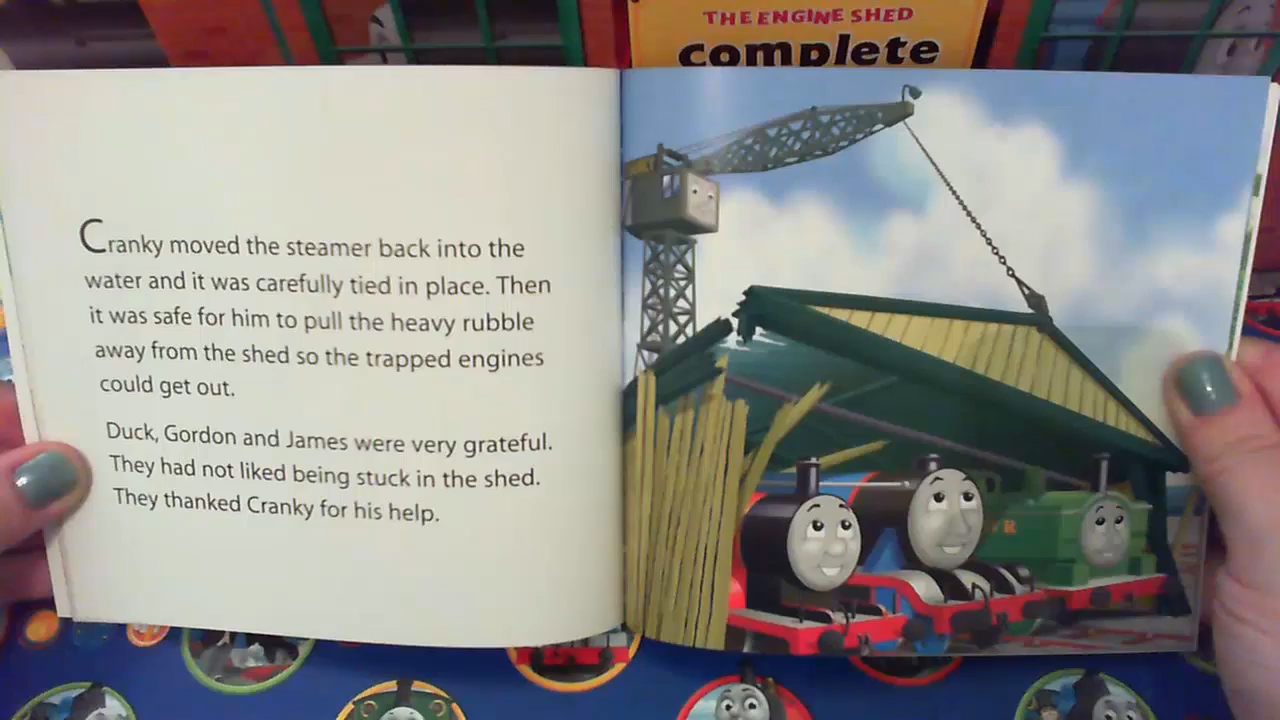 THE ENGINE SHED
complete
Cranky moved the steamer back into the
water and it was carefully tied in place. Then
it was safe for him to pull the heavy rubble
away from the shed so the trapped engines
could get out.
Duck, Gordon and James were very grateful.
They had not liked being stuck in the shed.
They thanked Cranky for his help.